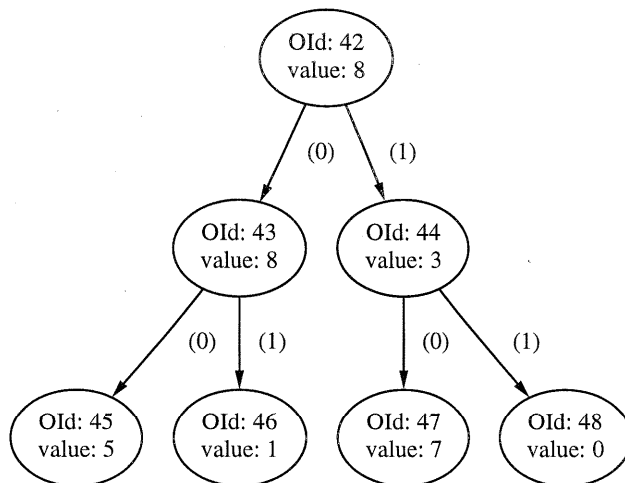 OId: 42
value: 8
(0)
(1)
OId: 43
value: 8
OId: 44
value: 3
(0)
(1)
(0)
(1)
OId: 45
value: 5
OId: 46
value: 1
OId: 47
value: 7
OId: 48
value: 0